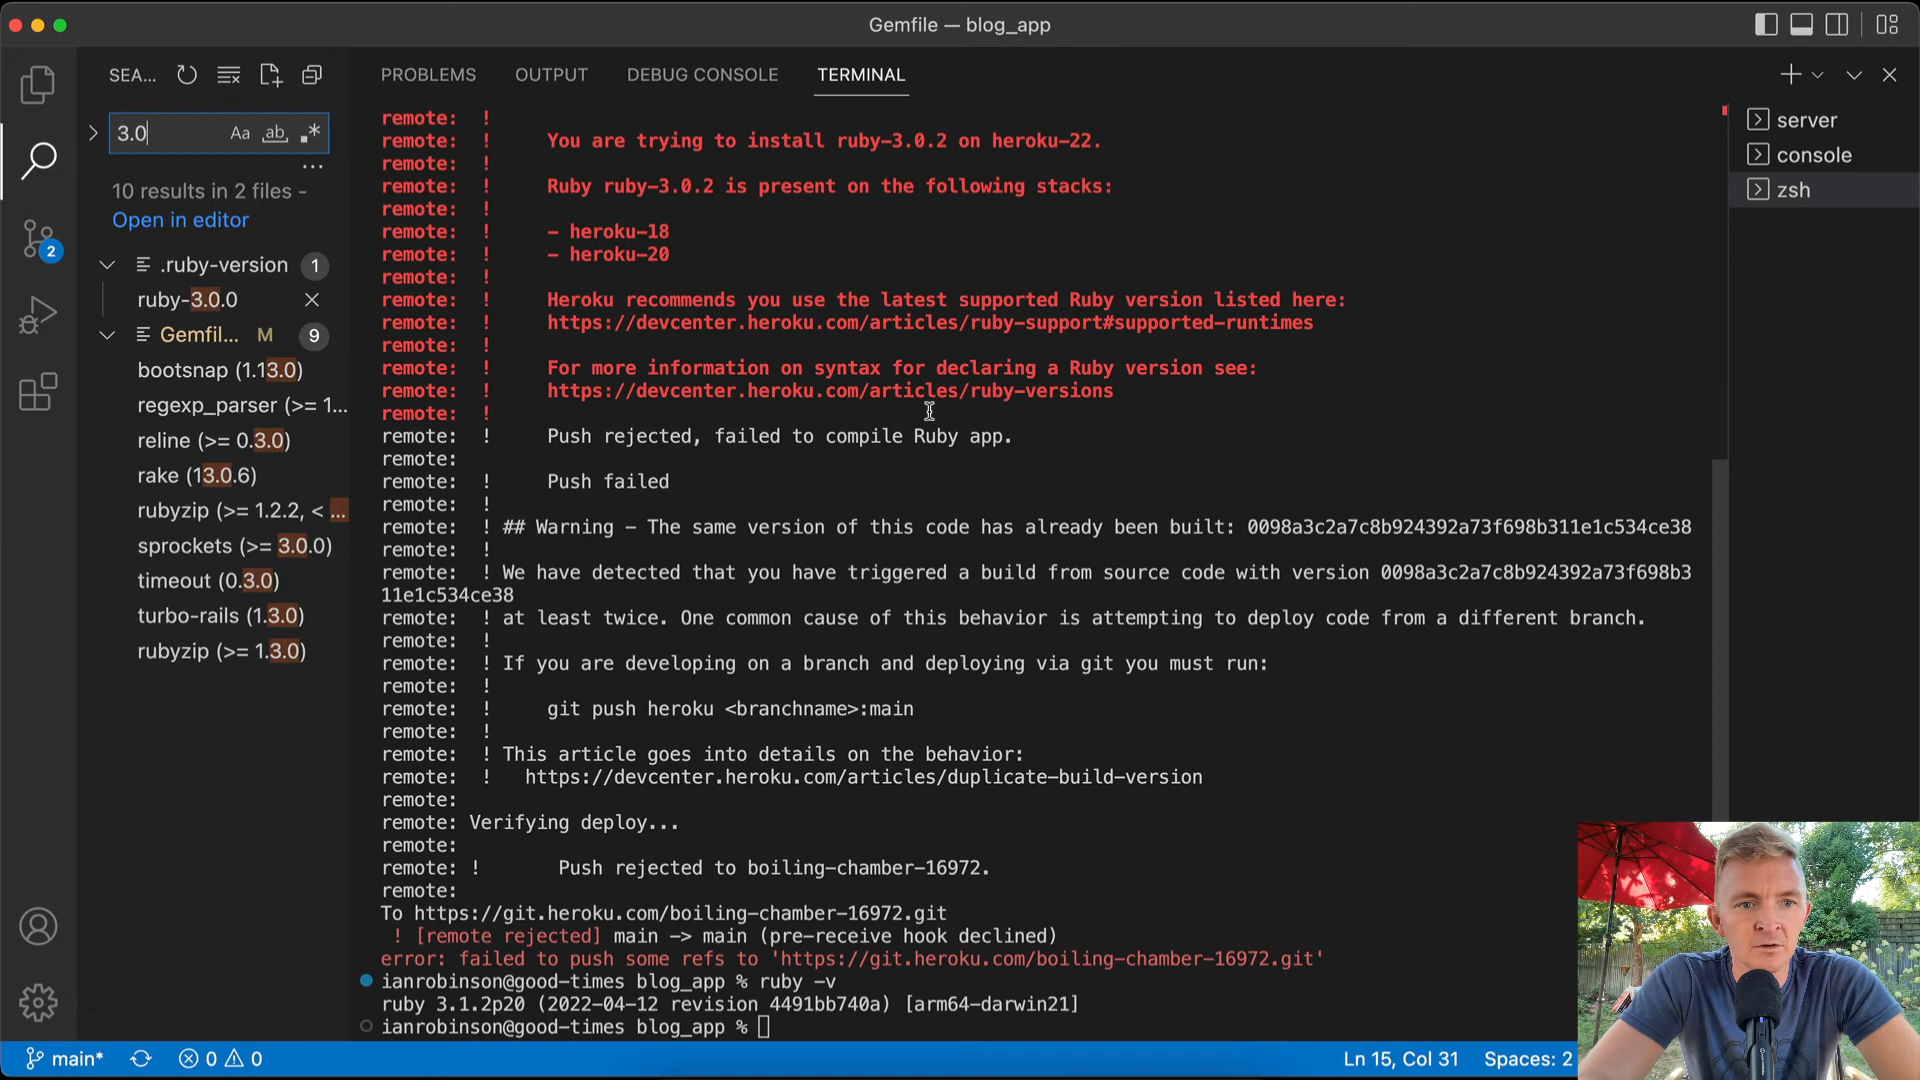 Gemfile — blog_app
SEA...
3.0
Aa
ab
10 results in 2 files -
Open in editor
.ruby-version 1
ruby-3.0.0
Gemfil... M 9
bootsnap (1.13.0)
regexp_parser (>= 1...
reline (>= 0.3.0)
rake (13.0.6)
rubyzip (>= 1.2.2, < ...
sprockets (>= 3.0.0)
timeout (0.3.0)
turbo-rails (1.3.0)
rubyzip (>= 1.3.0)
2
PROBLEMS OUTPUT DEBUG CONSOLE TERMINAL
remote: !
remote: ! You are trying to install ruby-3.0.2 on heroku-22.
remote: !
remote: ! Ruby ruby-3.0.2 is present on the following stacks:
remote: !
remote: ! - heroku-18
remote: ! - heroku-20
remote: !
remote: ! Heroku recommends you use the latest supported Ruby version listed here:
remote: ! https://devcenter.heroku.com/articles/ruby-support#supported-runtimes
remote: !
remote: ! For more information on syntax for declaring a Ruby version see:
remote: ! https://devcenter.heroku.com/articles/ruby-versions
remote: !
remote: ! Push rejected, failed to compile Ruby app.
remote:
remote: ! Push failed
remote: !
remote: ! ## Warning - The same version of this code has already been built: 0098a3c2a7c8b924392a73f698b311e1c534ce38
remote: !
remote: ! We have detected that you have triggered a build from source code with version 0098a3c2a7c8b924392a73f698b3
11e1c534ce38
remote: ! at least twice. One common cause of this behavior is attempting to deploy code from a different branch.
remote: !
remote: ! If you are developing on a branch and deploying via git you must run:
remote: !
remote: ! git push heroku <branchname>:main
remote: !
remote: ! This article goes into details on the behavior:
remote: ! https://devcenter.heroku.com/articles/duplicate-build-version
remote:
remote: Verifying deploy...
remote:
remote: ! Push rejected to boiling-chamber-16972.
remote:
To https://git.heroku.com/boiling-chamber-16972.git
! [remote rejected] main -> main (pre-receive hook declined)
error: failed to push some refs to 'https://git.heroku.com/boiling-chamber-16972.git'
ianrobinson@good-times blog_app % ruby -v
ruby 3.1.2p20 (2022-04-12 revision 4491bb740a) [arm64-darwin21]
ianrobinson@good-times blog_app %
server
console
zsh
main* 0 0 Ln 15, Col 31 Spaces: 2